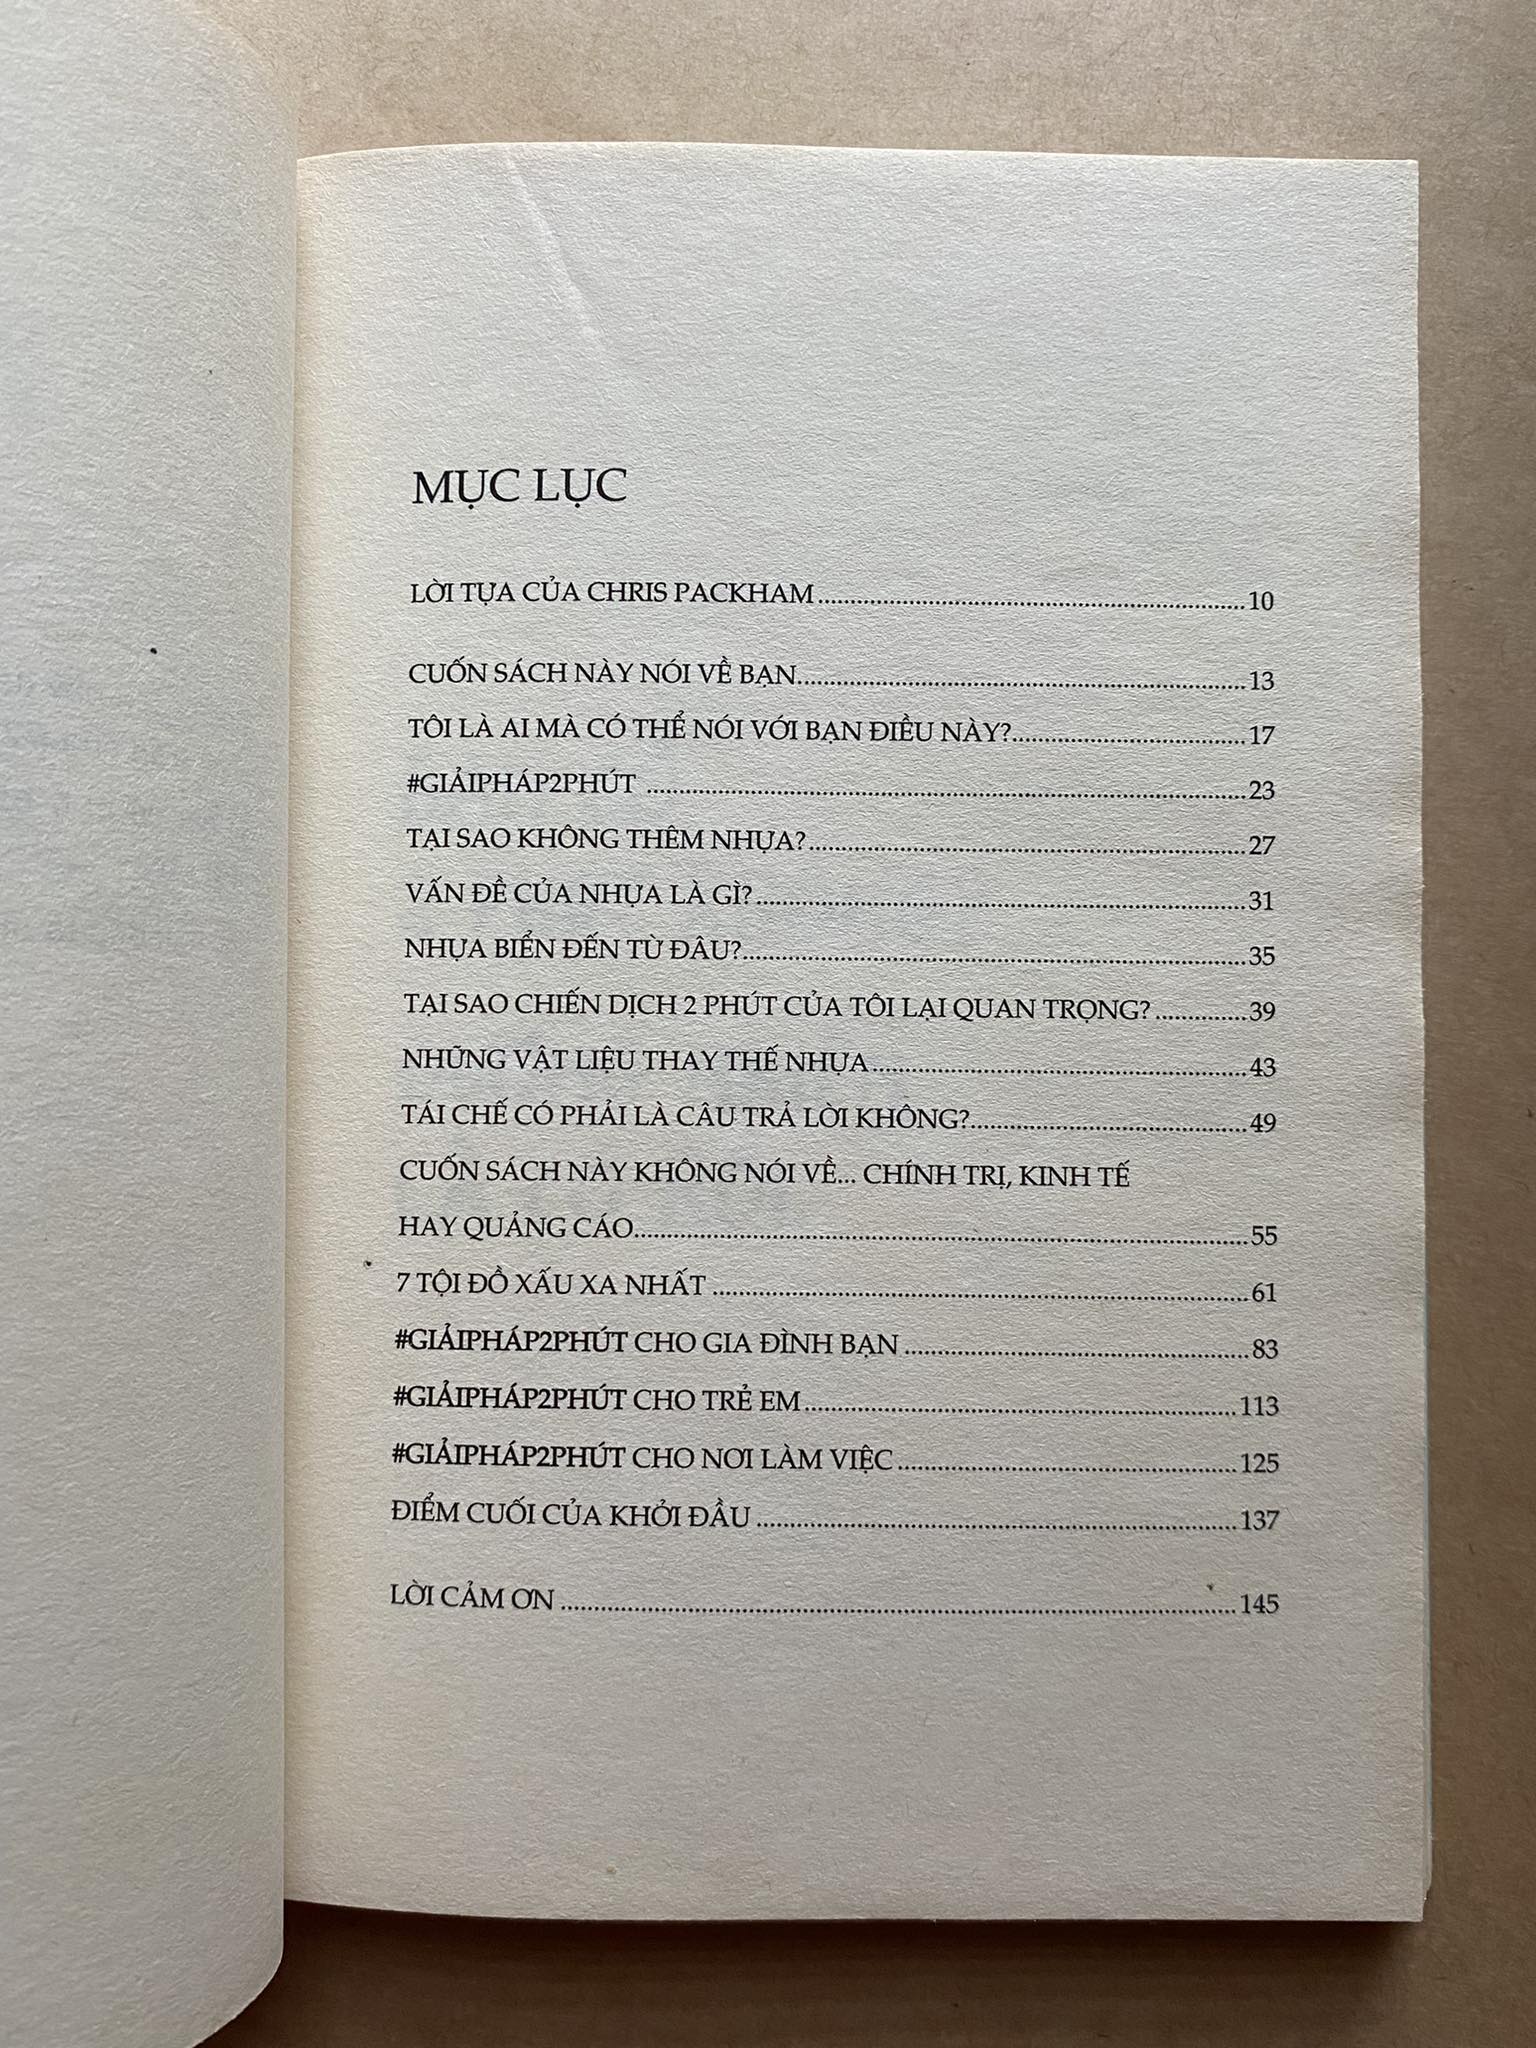 MỤC LỤC
LỜI TỰA CỦA CHRIS PACKHAM........10
CUỐN SÁCH NÀY NÓI VỀ BẠN........13
TÔI LÀ AI MÀ CÓ THỂ NÓI VỚI BẠN ĐIỀU NÀY?........17
#GIẢIPHÁP2PHÚT ........23
TẠI SAO KHÔNG THÊM NHỰA?........27
VẤN ĐỀ CỦA NHỰA LÀ GÌ?........31
NHỰA BIỂN ĐẾN TỪ ĐÂU?........35
TẠI SAO CHIẾN DỊCH 2 PHÚT CỦA TÔI LẠI QUAN TRỌNG?........39
NHỮNG VẬT LIỆU THAY THẾ NHỰA........43
TÁI CHẾ CÓ PHẢI LÀ CÂU TRẢ LỜI KHÔNG?........49
CUỐN SÁCH NÀY KHÔNG NÓI VỀ... CHÍNH TRỊ, KINH TẾ
HAY QUẢNG CÁO........55
7 TỘI ĐỒ XẤU XA NHẤT ........61
#GIẢIPHÁP2PHÚT CHO GIA ĐÌNH BẠN ........83
#GIẢIPHÁP2PHÚT CHO TRẺ EM........113
#GIẢIPHÁP2PHÚT CHO NƠI LÀM VIỆC ........125
ĐIỂM CUỐI CỦA KHỞI ĐẦU ........137
LỜI CẢM ƠN ........145